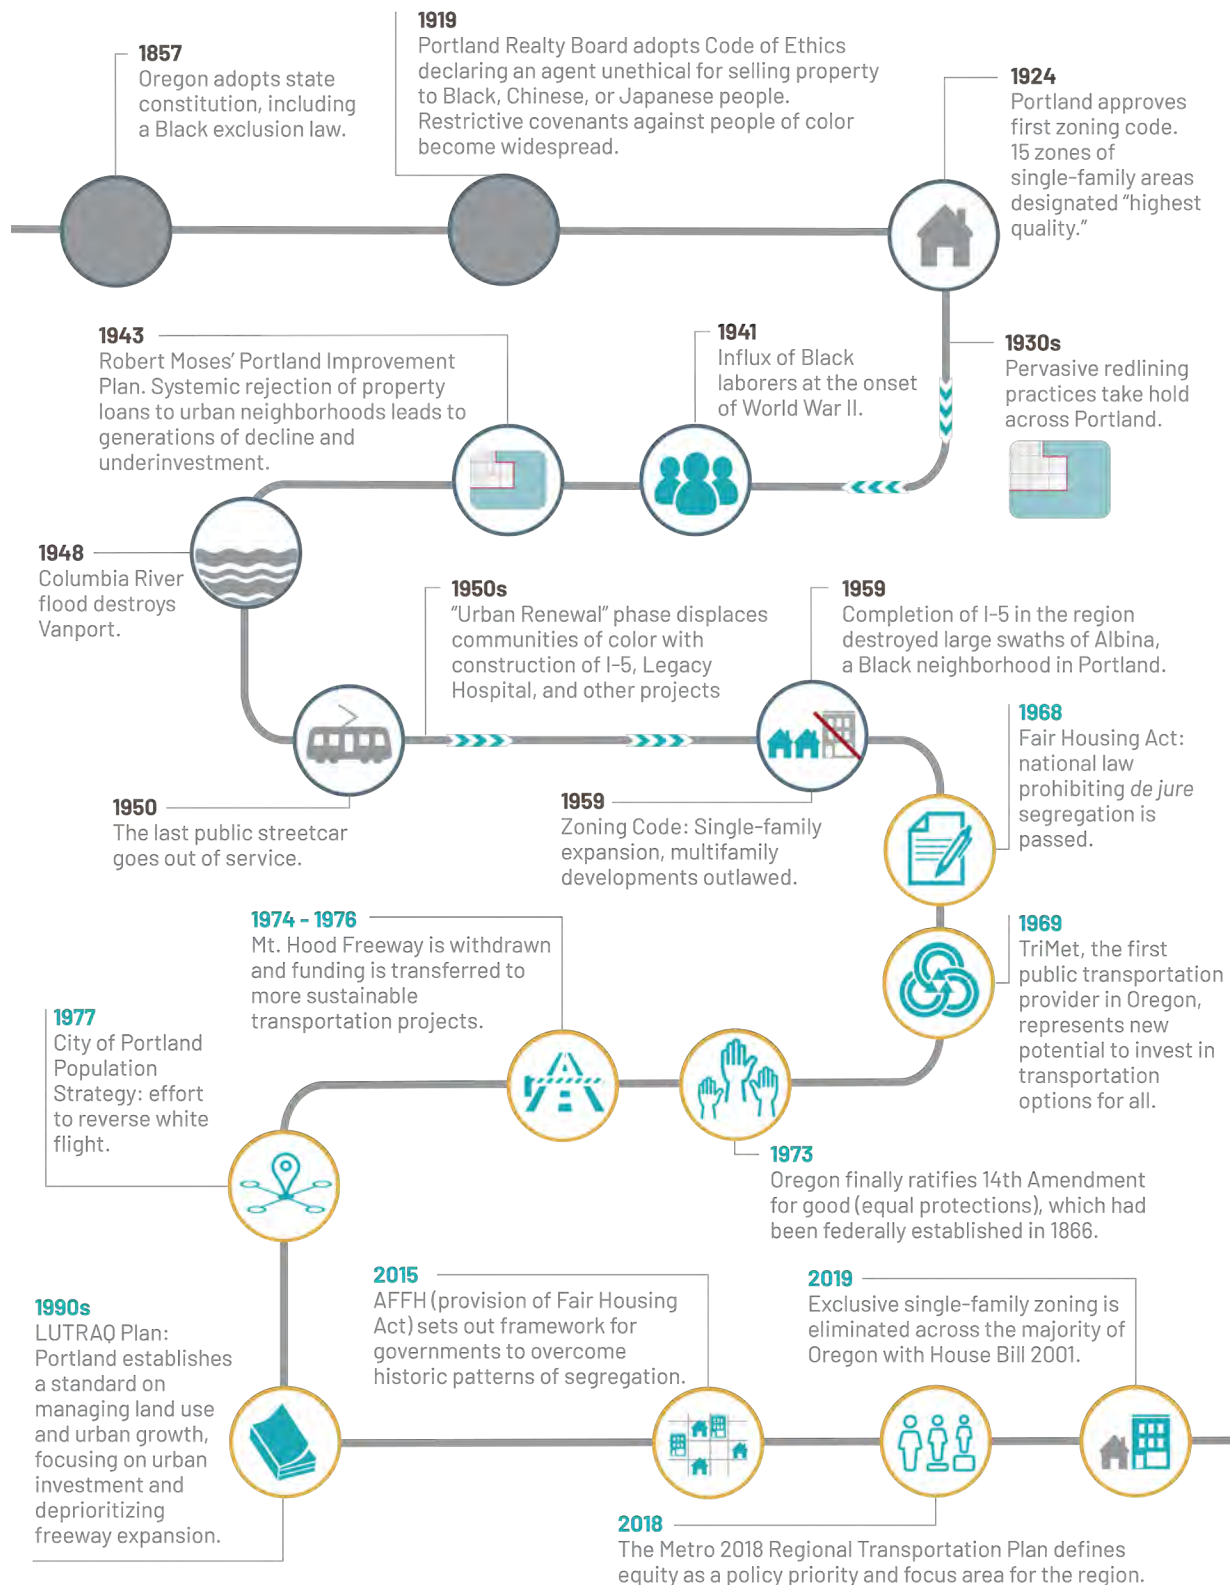 1857
Oregon adopts state
constitution, including
a Black exclusion law.
1919
Portland Realty Board adopts Code of Ethics
declaring an agent unethical for selling property
to Black, Chinese, or Japanese people.
Restrictive covenants against people of color
become widespread.
1924
Portland approves
first zoning code.
15 zones of
single-family areas
designated “highest
quality.”
1930s
Pervasive redlining
practices take hold
across Portland.
1941
Influx of Black
laborers at the onset
of World War II.
1943
Robert Moses’ Portland Improvement
Plan. Systemic rejection of property
loans to urban neighborhoods leads to
generations of decline and
underinvestment.
1948
Columbia River
flood destroys
Vanport.
1950
The last public streetcar
goes out of service.
1950s
“Urban Renewal” phase displaces
communities of color with
construction of I-5, Legacy
Hospital, and other projects
1959
Completion of I-5 in the region
destroyed large swaths of Albina,
a Black neighborhood in Portland.
1959
Zoning Code: Single-family
expansion, multifamily
developments outlawed.
1968
Fair Housing Act:
national law
prohibiting de jure
segregation is
passed.
1969
TriMet, the first
public transportation
provider in Oregon,
represents new
potential to invest in
transportation
options for all.
1973
Oregon finally ratifies 14th Amendment
for good (equal protections), which had
been federally established in 1866.
1974 - 1976
Mt. Hood Freeway is withdrawn
and funding is transferred to
more sustainable
transportation projects.
1977
City of Portland
Population
Strategy: effort
to reverse white
flight.
1990s
LUTRAQ Plan:
Portland establishes
a standard on
managing land use
and urban growth,
focusing on urban
investment and
deprioritizing
freeway expansion.
2015
AFFH (provision of Fair Housing
Act) sets out framework for
governments to overcome
historic patterns of segregation.
2018
The Metro 2018 Regional Transportation Plan defines
equity as a policy priority and focus area for the region.
2019
Exclusive single-family zoning is
eliminated across the majority of
Oregon with House Bill 2001.